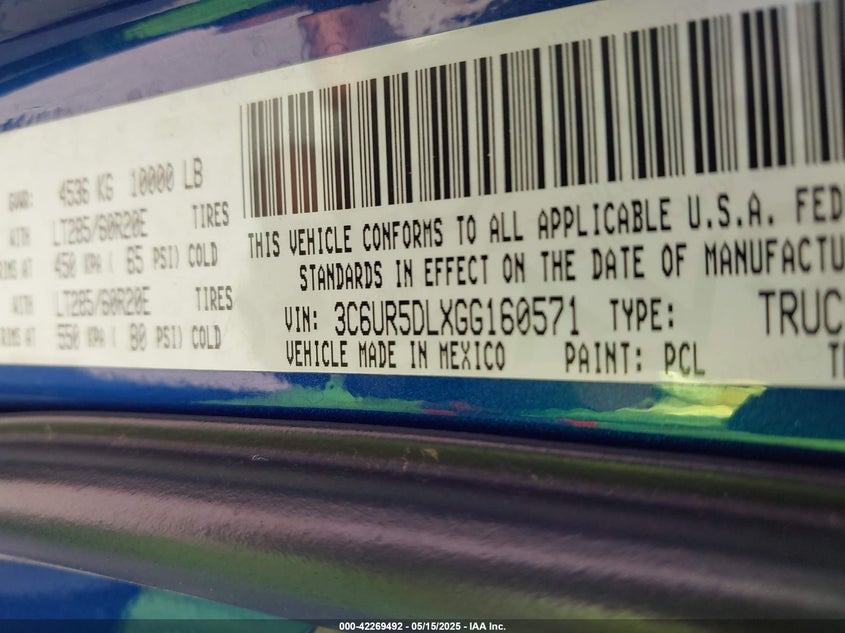 GVWR: 4536 KG 10000 LB
WITH LT285/60R20E TIRES
RIMS AT 450 KPA ( 65 PSI) COLD
WITH LT285/60R20E TIRES
RIMS AT 550 KPA ( 80 PSI) COLD
THIS VEHICLE CONFORMS TO ALL APPLICABLE U.S.A. FED
STANDARDS IN EFFECT ON THE DATE OF MANUFACTU
VIN: 3C6UR5DLXGG160571 TYPE: TRUC
VEHICLE MADE IN MEXICO PAINT: PCL
000-42269492 - 05/15/2025 - IAA Inc.